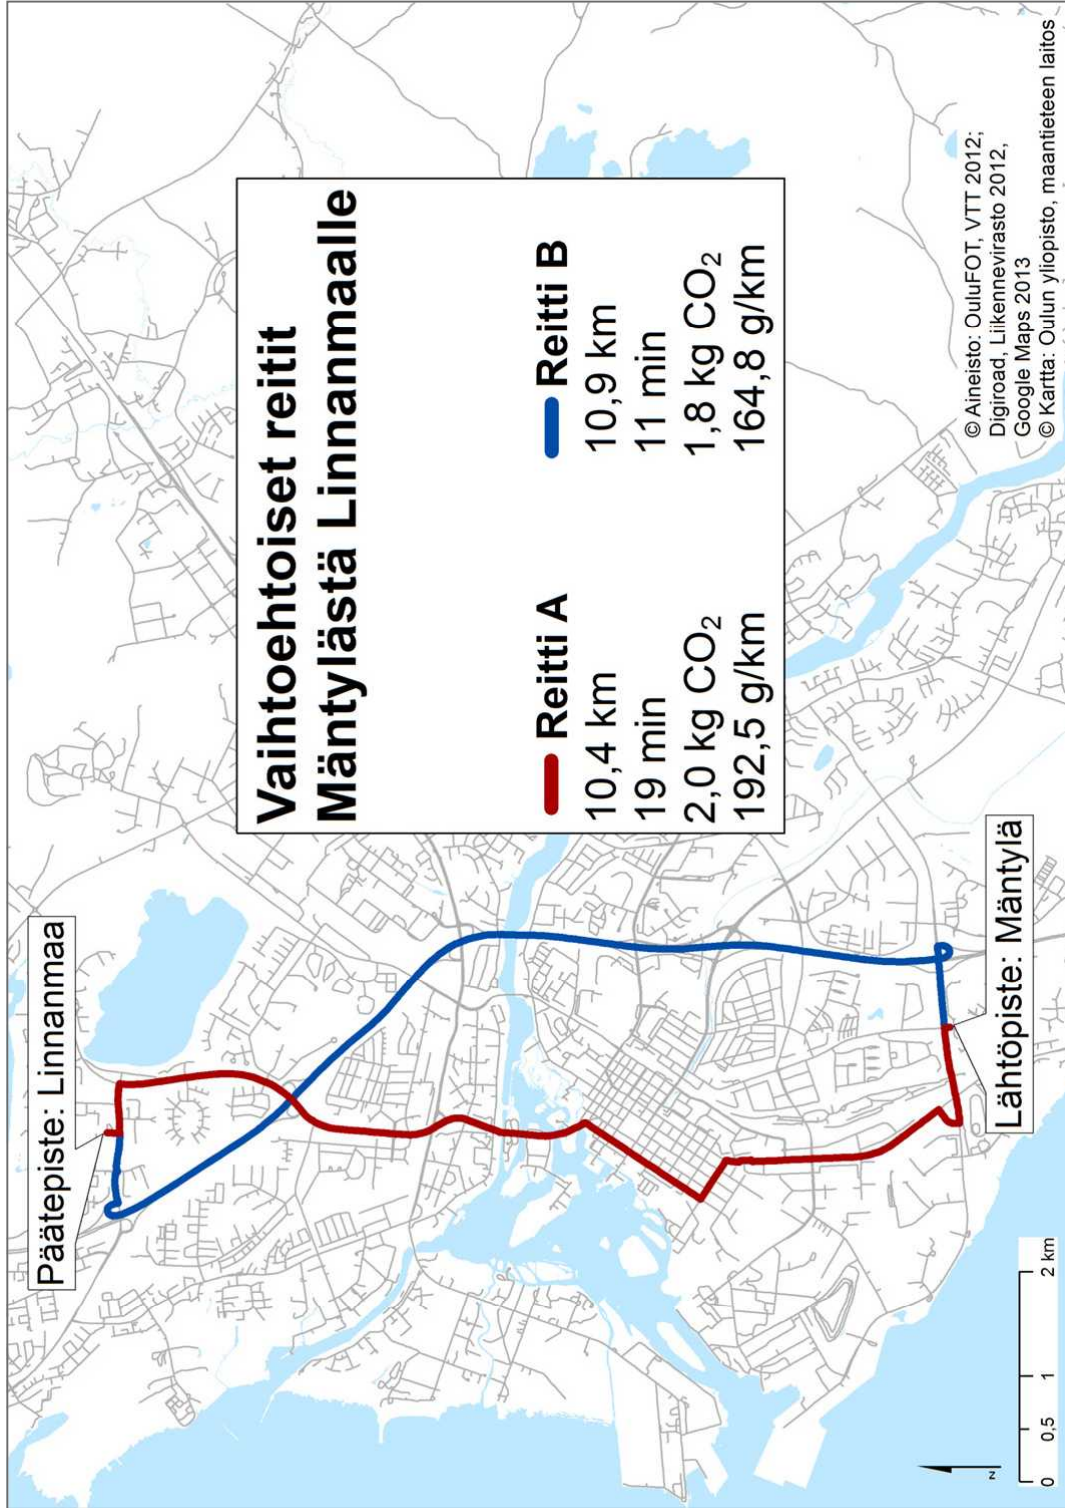 Päätepiste: Linnanmaa
Vaihtoehtoiset reitit
Mäntylästä Linnanmaalle
Reitti A
10,4 km
19 min
2,0 kg CO₂
192,5 g/km
Reitti B
10,9 km
11 min
1,8 kg CO₂
164,8 g/km
Lähtöpiste: Mäntylä
z
0 0,5 1 2 km
© Aineisto: OuluFOT, VTT 2012;
Digiroad, Liikennevirasto 2012,
Google Maps 2013
© Kartta: Oulun yliopisto, maantieteen laitos